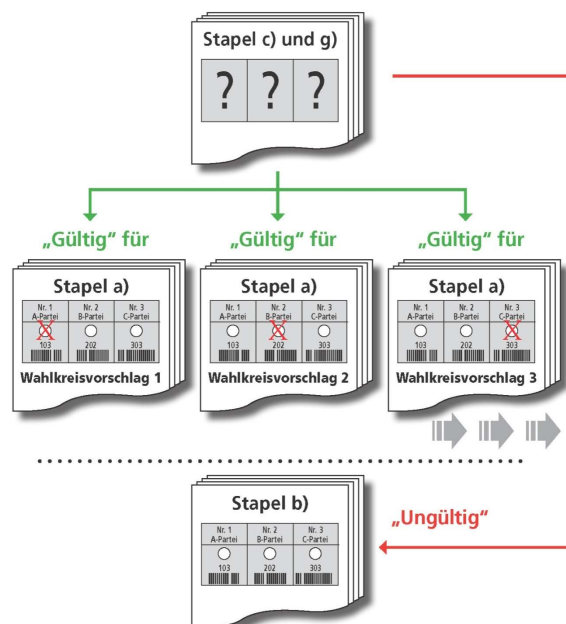 Stapel c) und g)
? ? ?
„Gültig“ für
„Gültig“ für
„Gültig“ für
Stapel a)
Nr. 1 Nr. 2 Nr. 3
A-Partei B-Partei C-Partei
X
103 202 303
Wahlkreisvorschlag 1
Stapel a)
Nr. 1 Nr. 2 Nr. 3
A-Partei B-Partei C-Partei
X
103 202 303
Wahlkreisvorschlag 2
Stapel a)
Nr. 1 Nr. 2 Nr. 3
A-Partei B-Partei C-Partei
X
103 202 303
Wahlkreisvorschlag 3
Stapel b)
Nr. 1 Nr. 2 Nr. 3
A-Partei B-Partei C-Partei
103 202 303
„Ungültig“